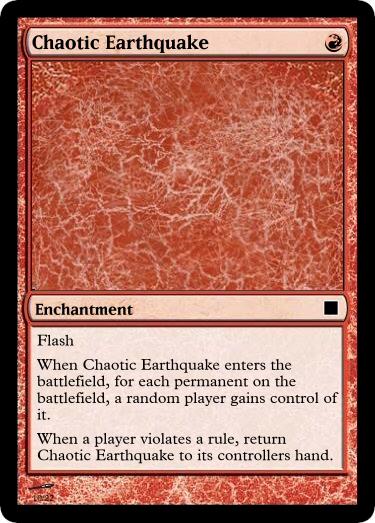 Chaotic Earthquake
Enchantment
Flash
When Chaotic Earthquake enters the
battlefield, for each permanent on the
battlefield, a random player gains control of
it.
When a player violates a rule, return
Chaotic Earthquake to its controllers hand.